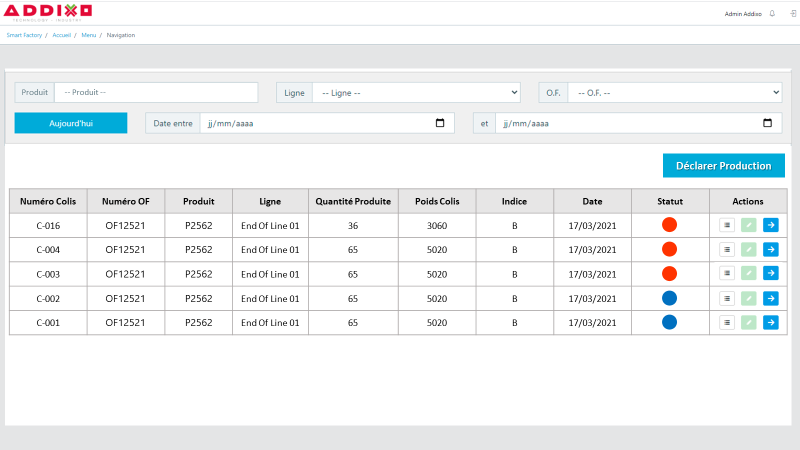 ADDIXO
TECHNOLOGY INDUSTRY
Admin Addixo
Smart Factory / Accueil / Menu / Navigation
Produit -- Produit -- Ligne -- Ligne -- O.F. -- O.F. --
Aujourd'hui Date entre jj/mm/aaaa et jj/mm/aaaa
Déclarer Production
Numéro Colis Numéro OF Produit Ligne Quantité Produite Poids Colis Indice Date Statut Actions
C-016 OF12521 P2562 End Of Line 01 36 3060 B 17/03/2021
C-004 OF12521 P2562 End Of Line 01 65 5020 B 17/03/2021
C-003 OF12521 P2562 End Of Line 01 65 5020 B 17/03/2021
C-002 OF12521 P2562 End Of Line 01 65 5020 B 17/03/2021
C-001 OF12521 P2562 End Of Line 01 65 5020 B 17/03/2021